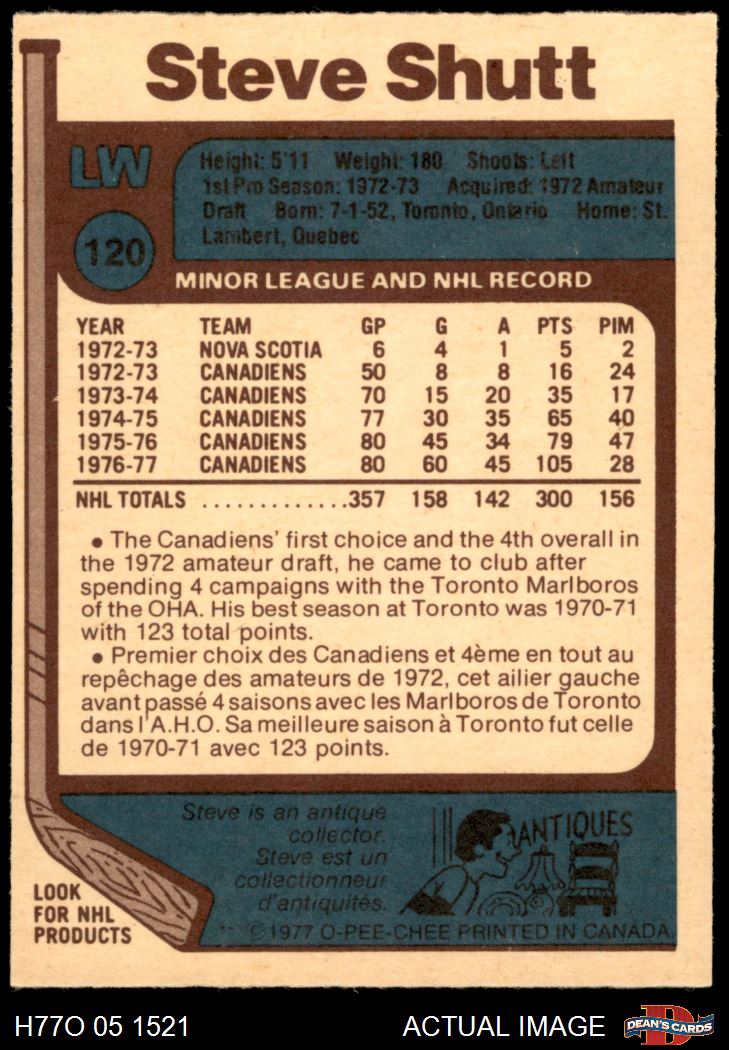 Steve Shutt
LW
Height: 5'11 Weight: 180 Shoots: Left
1st Pro Season: 1972-73 Acquired: 1972 Amateur
Draft Born: 7-1-52, Toronto, Ontario Home: St.
Lambert, Quebec
120
MINOR LEAGUE AND NHL RECORD
YEAR TEAM GP G A PTS PIM
1972-73 NOVA SCOTIA 6 4 1 5 2
1972-73 CANADIENS 50 8 8 16 24
1973-74 CANADIENS 70 15 20 35 17
1974-75 CANADIENS 77 30 35 65 40
1975-76 CANADIENS 80 45 34 79 47
1976-77 CANADIENS 80 60 45 105 28
NHL TOTALS .............357 158 142 300 156
• The Canadiens' first choice and the 4th overall in
the 1972 amateur draft, he came to club after
spending 4 campaigns with the Toronto Marlboros
of the OHA. His best season at Toronto was 1970-71
with 123 total points.
• Premier choix des Canadiens et 4ème en tout au
repêchage des amateurs de 1972, cet ailier gauche
avant passé 4 saisons avec les Marlboros de Toronto
dans l'A.H.O. Sa meilleure saison à Toronto fut celle
de 1970-71 avec 123 points.
Steve is an antique
collector.
Steve est un
collectionneur
d'antiquités.
ANTIQUES
LOOK
FOR NHL
PRODUCTS
** © 1977 O-PEE-CHEE PRINTED IN CANADA
H77O 05 1521 ACTUAL IMAGE DEAN'S CARDS